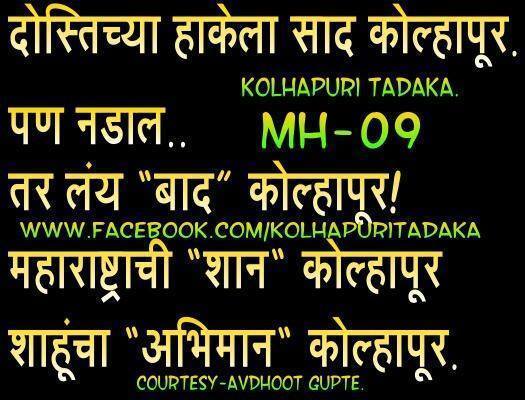 दोस्तिच्या हाकेला साद कोल्हापूर.
KOLHAPURI TADAKA.
पण नडाल.. MH-09
तर लंय "बाद" कोल्हापूर!
WWW.FACEBOOK.COM/KOLHAPURITADAKA
महाराष्ट्राची "शान" कोल्हापूर
शाहूंचा "अभिमान" कोल्हापूर.
COURTESY-AVDHOOT GUPTE.